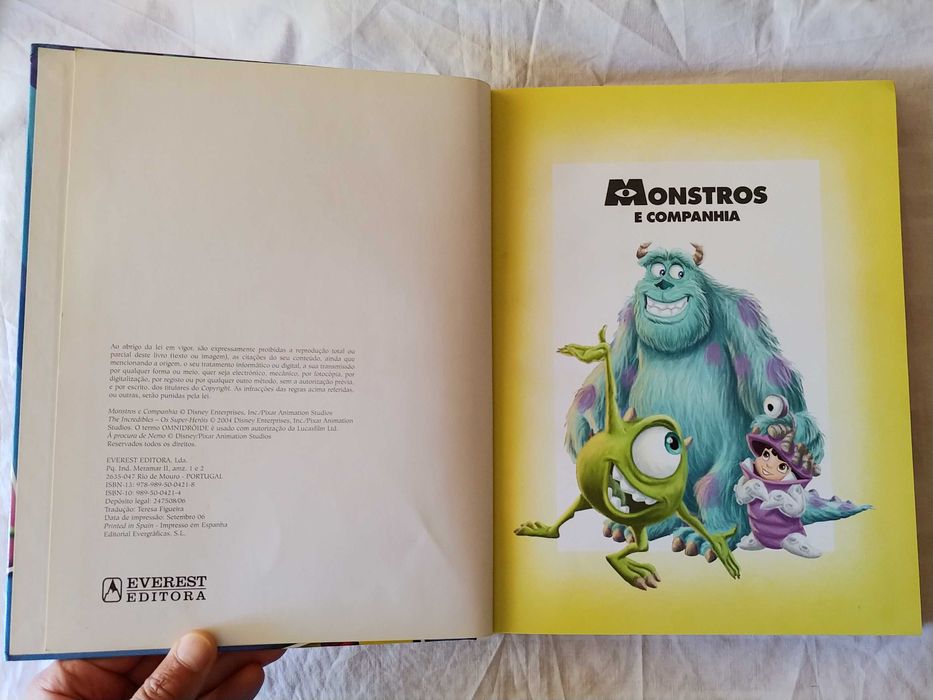 Ao abrigo da lei em vigor, são expressamente proibidas a reprodução total ou
parcial deste livro (texto ou imagem), as citações do seu conteúdo, ainda que
mencionando a origem, o seu tratamento informático ou digital, a sua transmissão
por qualquer forma ou meio, quer seja electrónico, mecânico, por fotocópia, por
digitalização, por registo ou por qualquer outro método, sem a autorização prévia,
e por escrito, dos titulares do Copyright. As infracções das regras acima referidas,
ou outras, serão punidas pela lei.
Monstros e Companhia © Disney Enterprises, Inc./Pixar Animation Studios
The Incredibles – Os Super-Heróis © 2004 Disney Enterprises, Inc./Pixar Animation
Studios. O termo OMNIDRÓIDE é usado com autorização da Lucasfilm Ltd.
À procura de Nemo © Disney/Pixar Animation Studios
Reservados todos os direitos.
EVEREST EDITORA, Lda.
Pq. Ind. Meramar II, amz. 1 e 2
2635-047 Rio de Mouro - PORTUGAL
ISBN-13: 978-989-50-0421-8
ISBN-10: 989-50-0421-4
Depósito legal: 247508/06
Tradução: Teresa Figueira
Data de impressão: Setembro 06
Printed in Spain - Impresso em Espanha
Editorial Evergráficas, S.L.
EVEREST
EDITORA
MONSTROS
E COMPANHIA